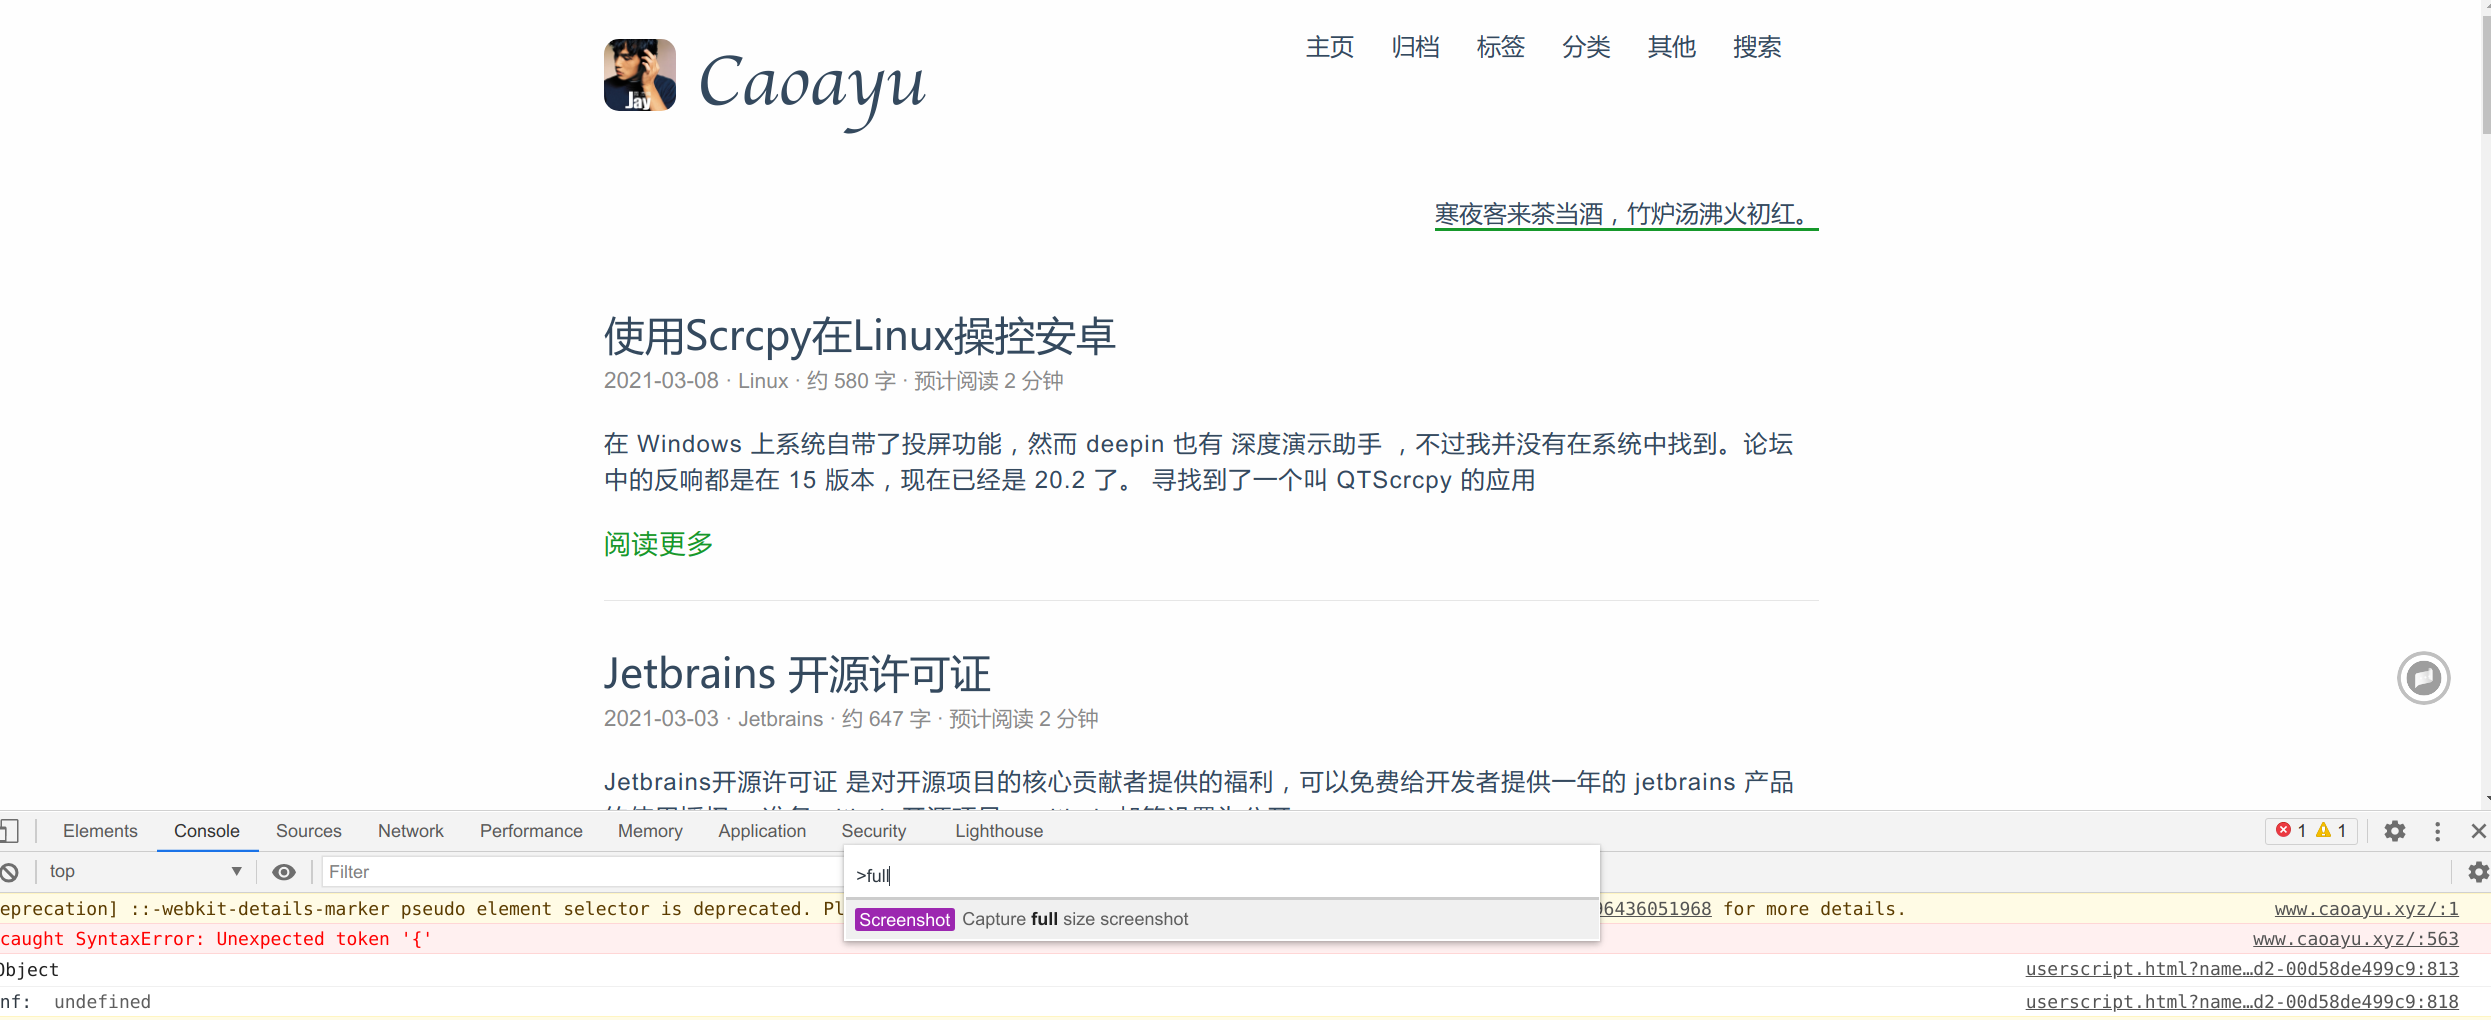 Jay
Caoayu
主页 归档 标签 分类 其他 搜索
寒夜客来茶当酒，竹炉汤沸火初红。
使用Scrcpy在Linux操控安卓
2021-03-08 · Linux · 约 580 字 · 预计阅读 2 分钟
在 Windows 上系统自带了投屏功能，然而 deepin 也有 深度演示助手 ，不过我并没有在系统中找到。论坛
中的反响都是在 15 版本，现在已经是 20.2 了。 寻找到了一个叫 QTScrcpy 的应用
阅读更多
Jetbrains 开源许可证
2021-03-03 · Jetbrains · 约 647 字 · 预计阅读 2 分钟
Jetbrains开源许可证 是对开源项目的核心贡献者提供的福利，可以免费给开发者提供一年的 jetbrains 产品
Elements Console Sources Network Performance Memory Application Security Lighthouse 1 1
top Filter
>full
Screenshot Capture full size screenshot
eprecation] ::-webkit-details-marker pseudo element selector is deprecated. Pl 96436051968 for more details. www.caoayu.xyz/:1
caught SyntaxError: Unexpected token '{' www.caoayu.xyz/:563
Object userscript.html?name…d2-00d58de499c9:813
nf: undefined userscript.html?name…d2-00d58de499c9:818